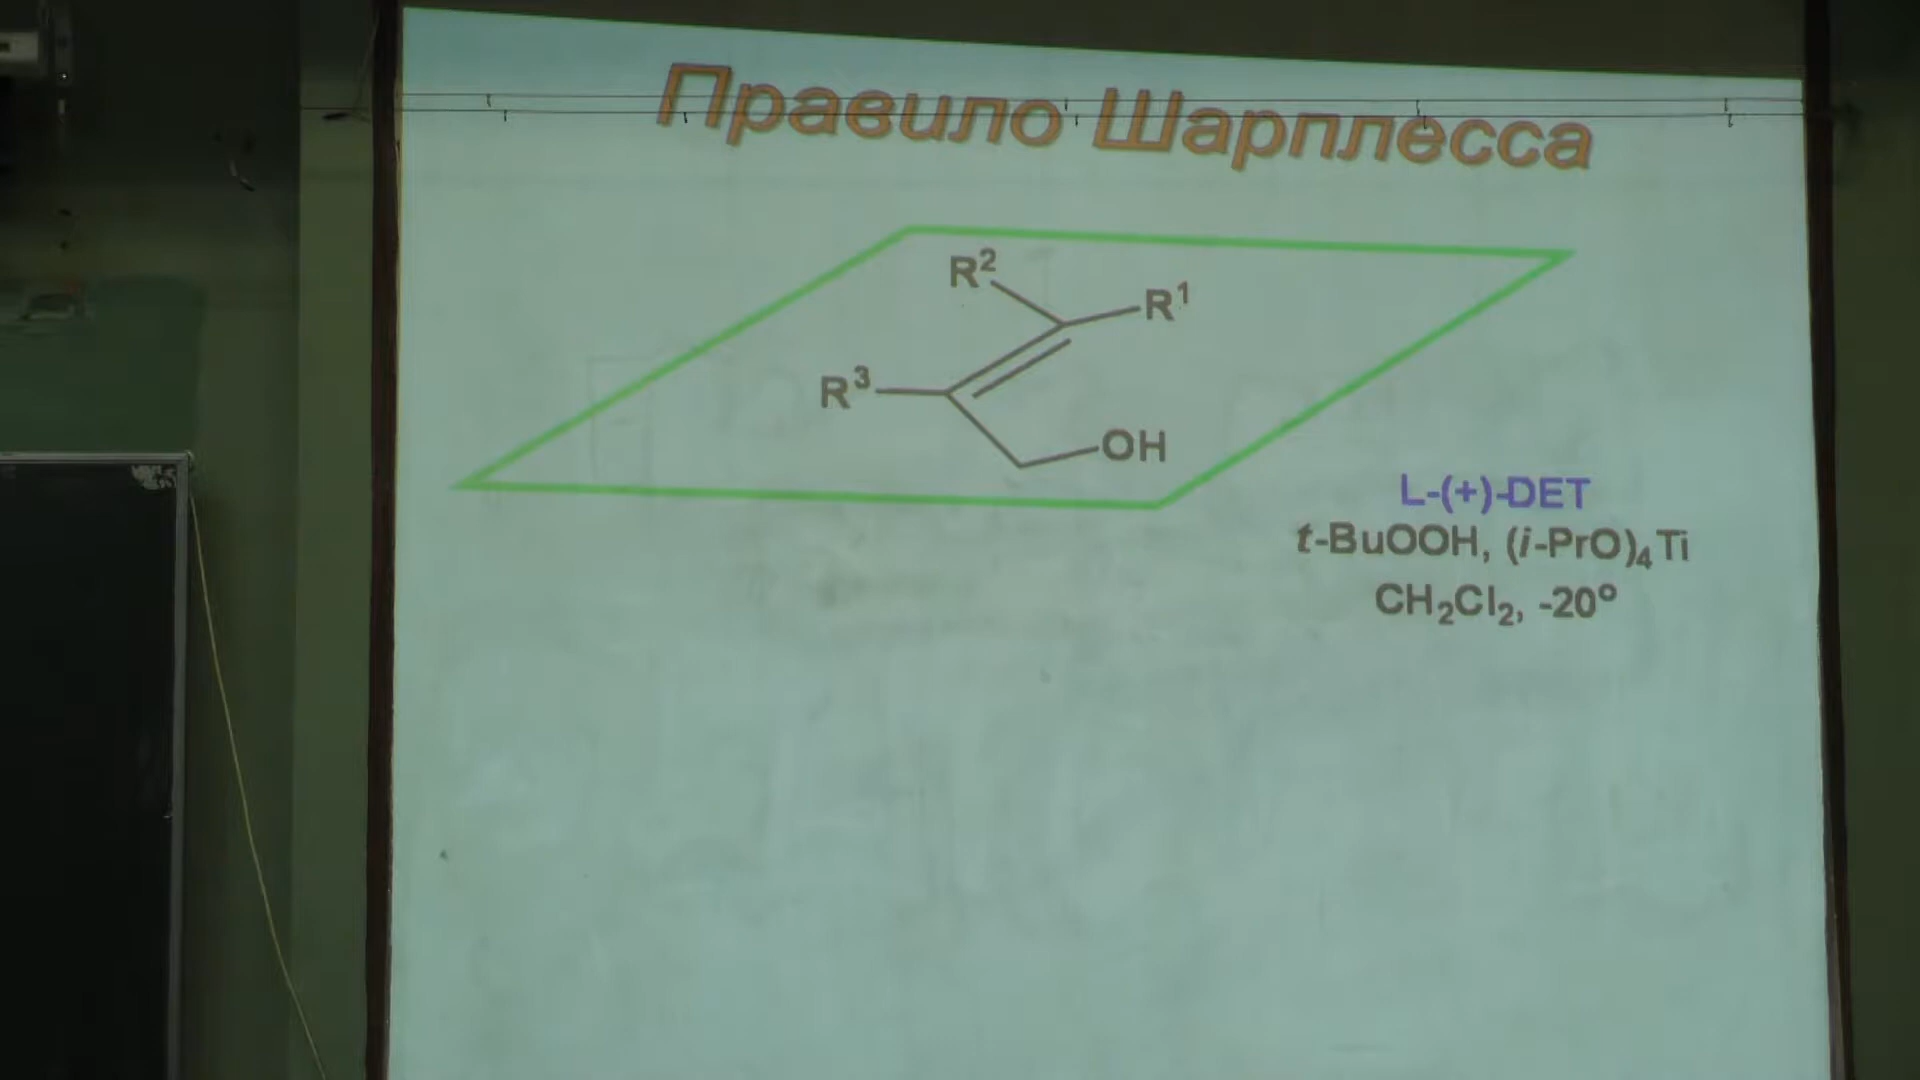 Правило Шарплесса
R²
R¹
R³
OH
L-(+)-DET
t-BuOOH, (i-PrO)₄Ti
CH₂Cl₂, -20°